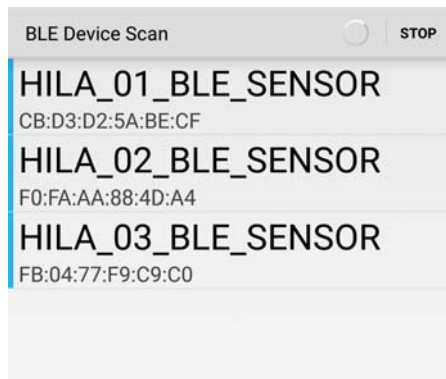 BLE Device Scan STOP
HILA_01_BLE_SENSOR
CB:D3:D2:5A:BE:CF
HILA_02_BLE_SENSOR
F0:FA:AA:88:4D:A4
HILA_03_BLE_SENSOR
FB:04:77:F9:C9:C0